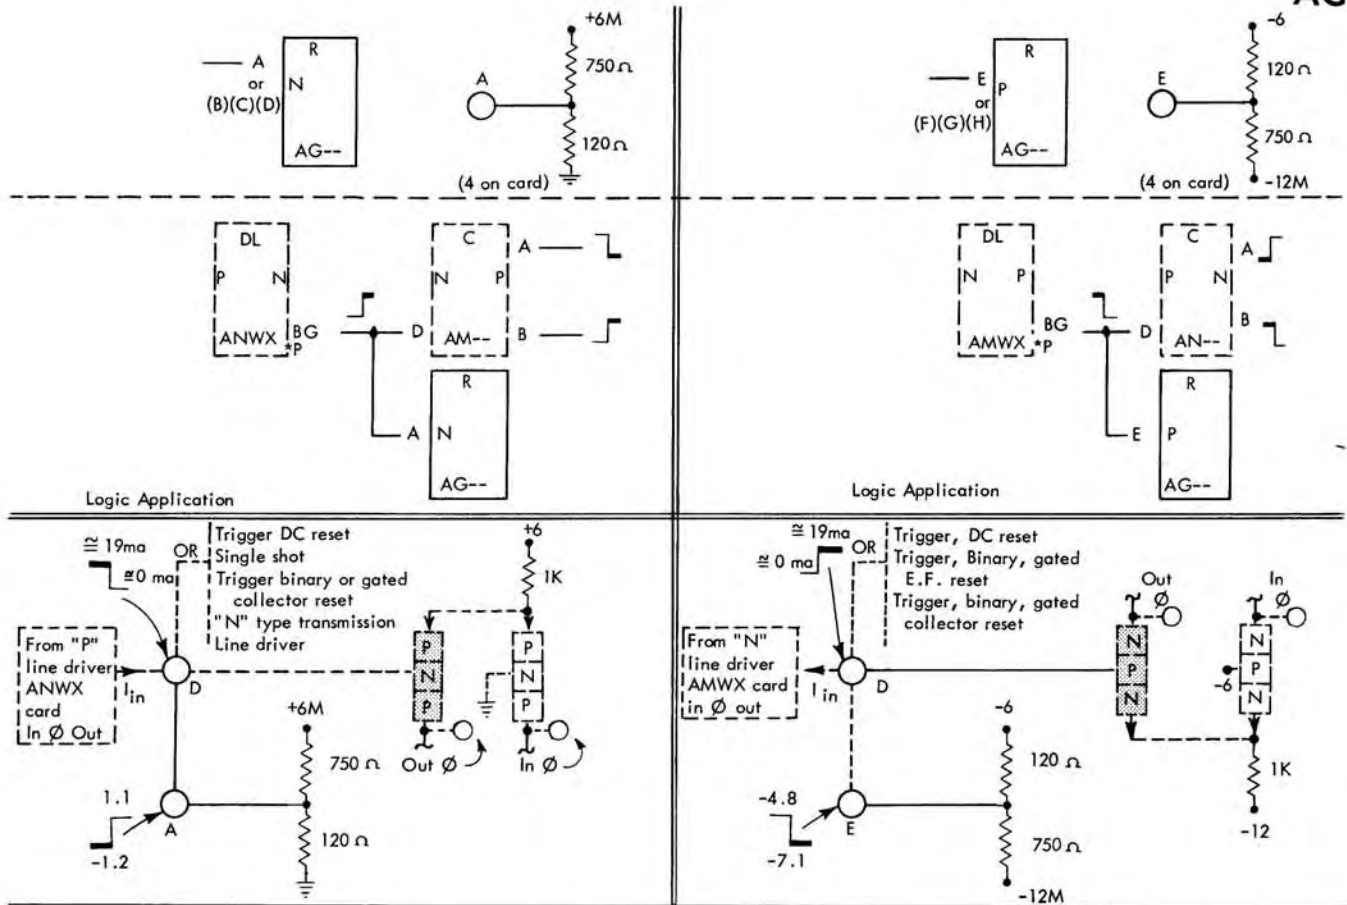 AG
R
A
or
(B)(C)(D)
N
AG--
+6M
750 Ω
A
120 Ω
(4 on card)
R
E
or
(F)(G)(H)
P
AG--
-6
120 Ω
E
750 Ω
-12M
(4 on card)
DL
P N
ANWX
BG
*P
D
C
N P
AM--
A
B
R
A
N
AG--
Logic Application
DL
N P
AMWX
BG
*P
D
C
P N
AN--
A
B
R
E
P
AG--
Logic Application
≅ 19ma
≅0 ma
OR
Trigger DC reset
Single shot
Trigger binary or gated
collector reset
"N" type transmission
Line driver
From "P"
line driver
ANWX
card
In Ø Out
I in
D
+6
1K
P
N
P
P
N
P
Out Ø
In Ø
+6M
750 Ω
120 Ω
1.1
-1.2
A
≅ 19ma
≅ 0 ma
OR
Trigger, DC reset
Trigger, Binary, gated
E.F. reset
Trigger, binary, gated
collector reset
From "N"
line driver
AMWX card
in Ø out
I in
D
Out
Ø
In
Ø
N
P
N
-6
N
P
N
1K
-12
-6
120 Ω
750 Ω
-12M
-4.8
-7.1
E